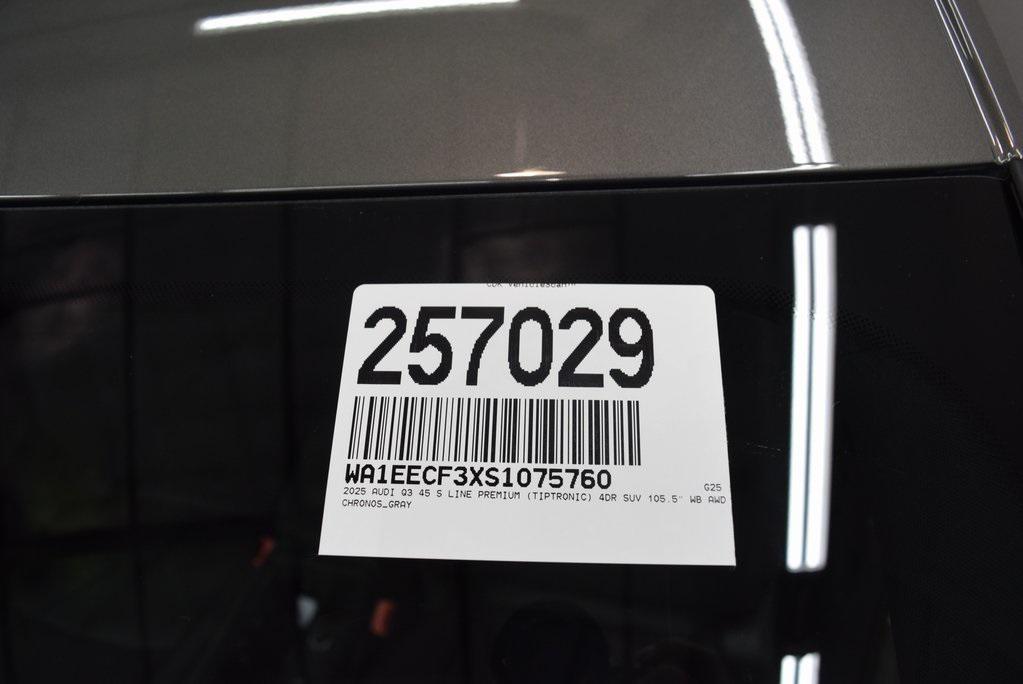 257029
WA1EECF3XS1075760
G25
2025 AUDI Q3 45 S LINE PREMIUM (TIPTRONIC) 4DR SUV 105.5" WB AWD
CHRONOS_GRAY